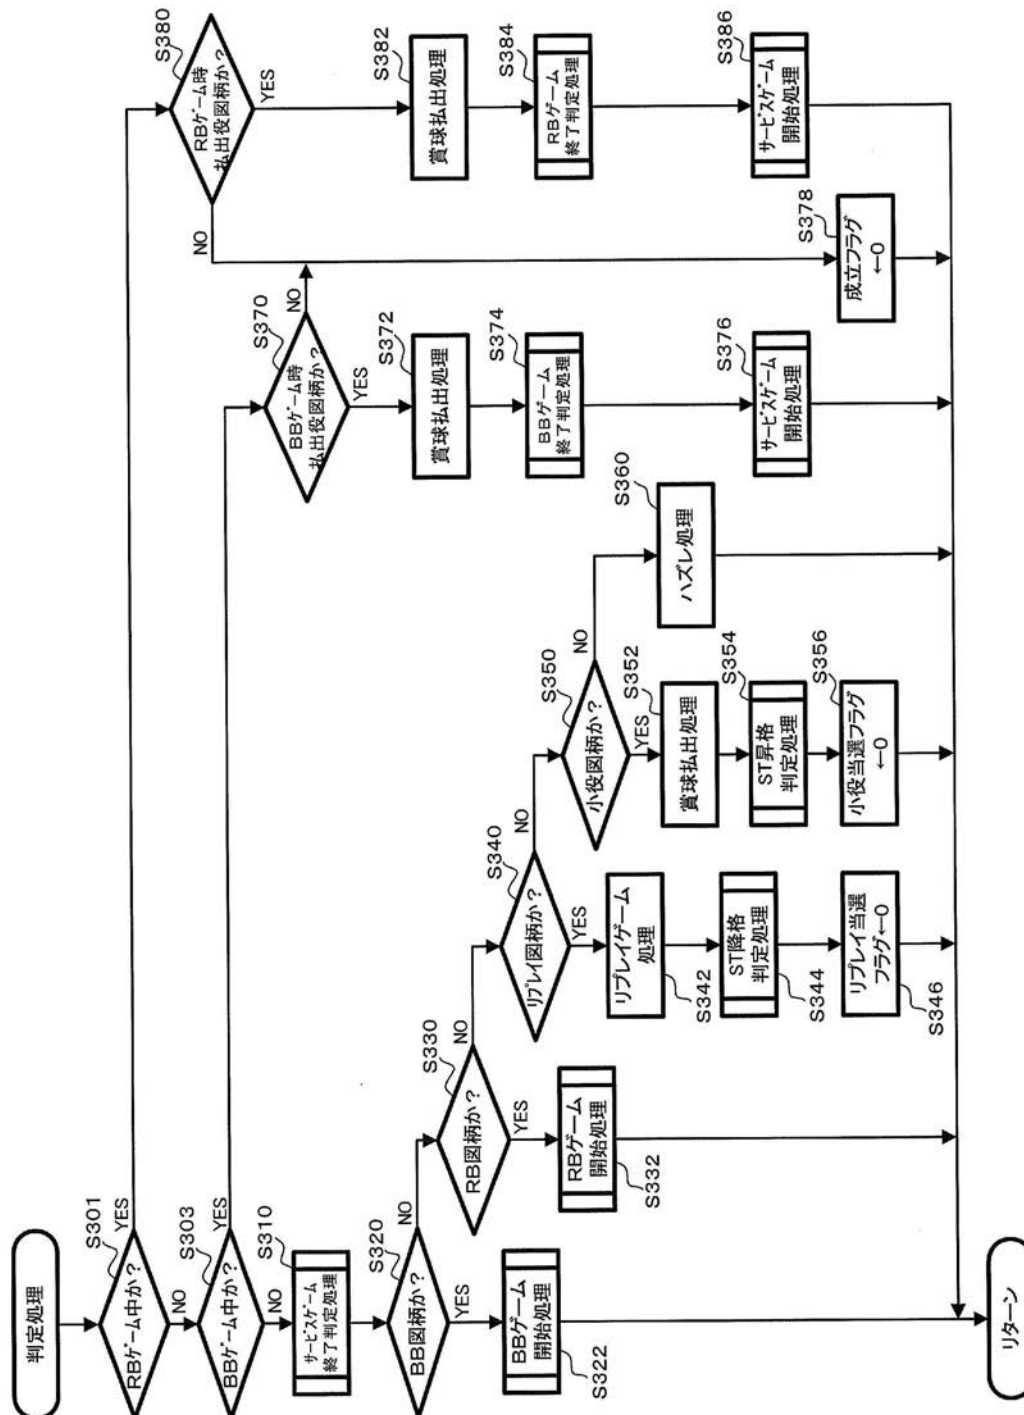 判定処理
S301
RBゲーム中か?
YES
NO
S303
BBゲーム中か?
YES
NO
S310
サービスゲーム
終了判定処理
S320
BB図柄か?
NO
YES
BBゲーム
開始処理
S322
S330
RB図柄か?
NO
YES
RBゲーム
開始処理
S332
S340
リプレイ図柄か?
NO
YES
リプレイゲーム
処理
S342
ST降格
判定処理
S344
リプレイ当選
フラグ←0
S346
S350
小役図柄か?
NO
YES
S352
賞球払出処理
S354
ST昇格
判定処理
S356
小役当選フラグ
←0
S360
ハズレ処理
S370
BBゲーム時
払出役図柄か?
NO
YES
S372
賞球払出処理
S374
BBゲーム
終了判定処理
S376
サービスゲーム
開始処理
S378
成立フラグ
←0
S380
RBゲーム時
払出役図柄か?
NO
YES
S382
賞球払出処理
S384
RBゲーム
終了判定処理
S386
サービスゲーム
開始処理
リターン